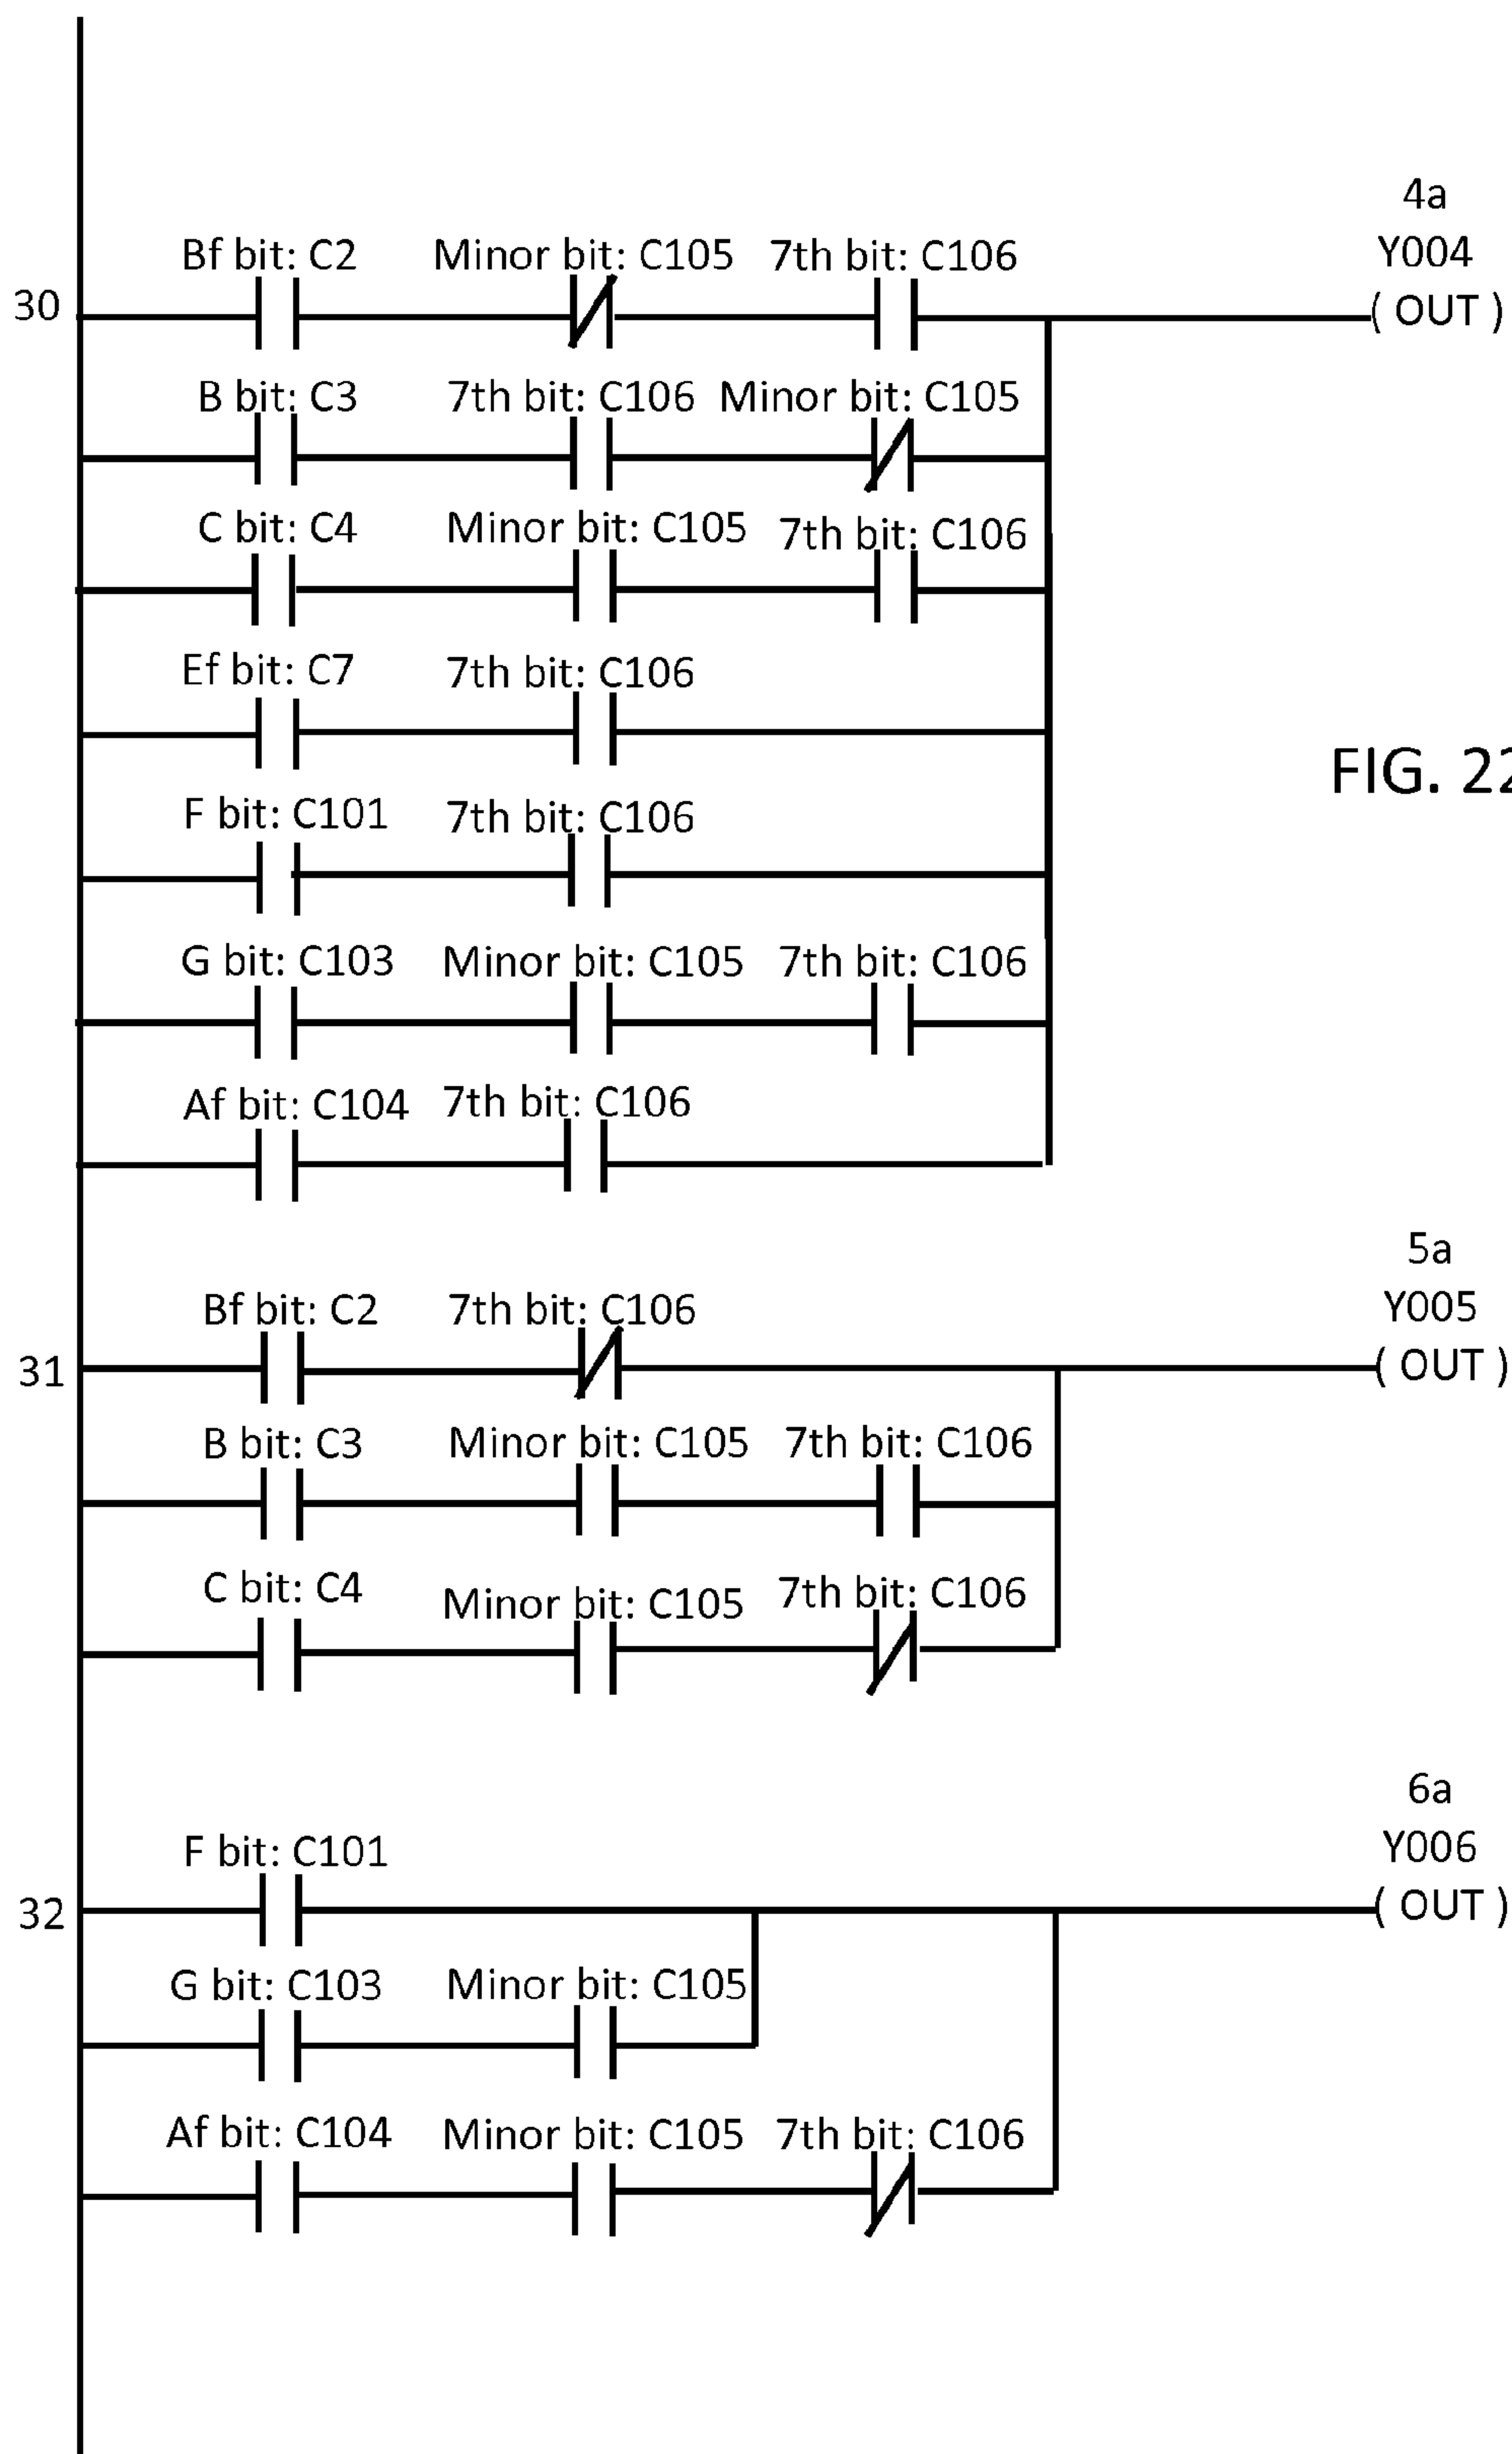 4a
Y004
30
Bf bit: C2 Minor bit: C105 7th bit: C106
( OUT )
B bit: C3 7th bit: C106 Minor bit: C105
C bit: C4 Minor bit: C105 7th bit: C106
Ef bit: C7 7th bit: C106
FIG. 22
F bit: C101 7th bit: C106
G bit: C103 Minor bit: C105 7th bit: C106
Af bit: C104 7th bit: C106
5a
Y005
31
Bf bit: C2 7th bit: C106
( OUT )
B bit: C3 Minor bit: C105 7th bit: C106
C bit: C4 Minor bit: C105 7th bit: C106
6a
Y006
32
F bit: C101
( OUT )
G bit: C103 Minor bit: C105
Af bit: C104 Minor bit: C105 7th bit: C106